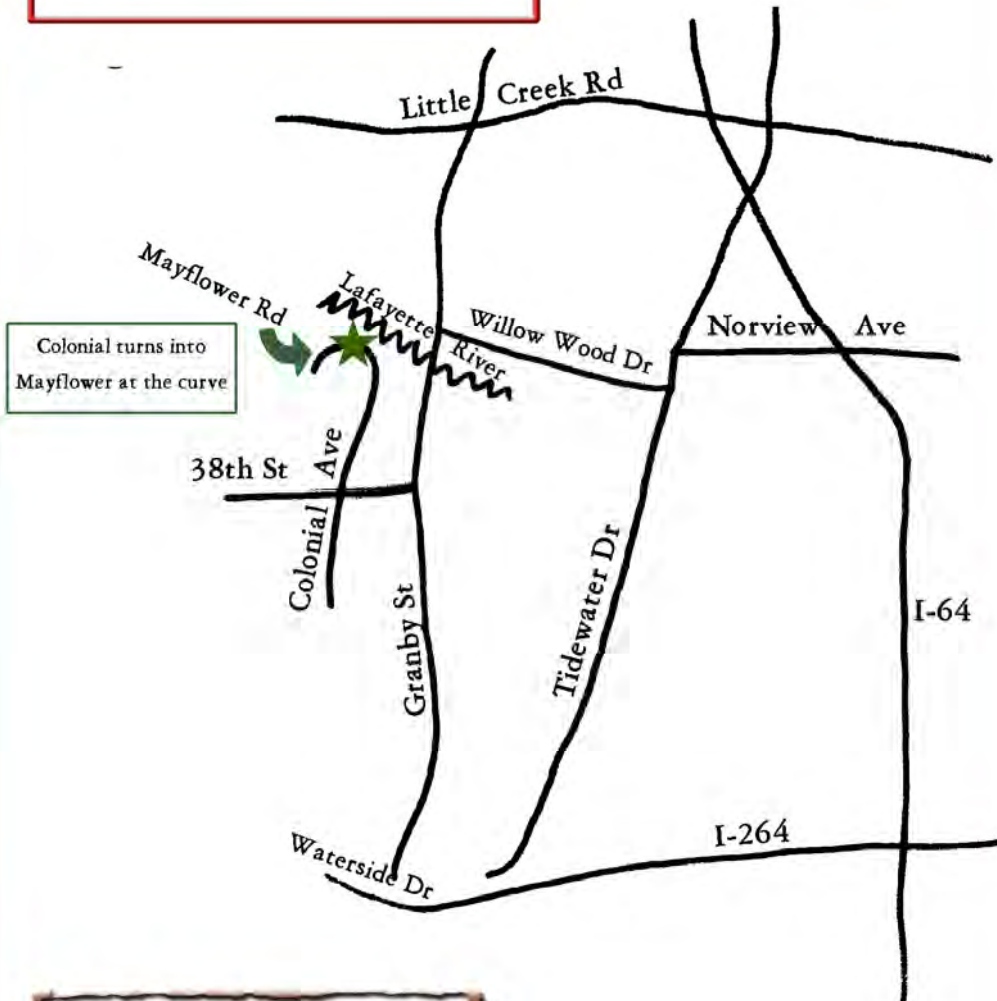 Little Creek Rd
Mayflower Rd
Lafayette River
Willow Wood Dr
Norview Ave
Colonial turns into
Mayflower at the curve
38th St
Colonial Ave
Granby St
Tidewater Dr
I-64
I-264
Waterside Dr